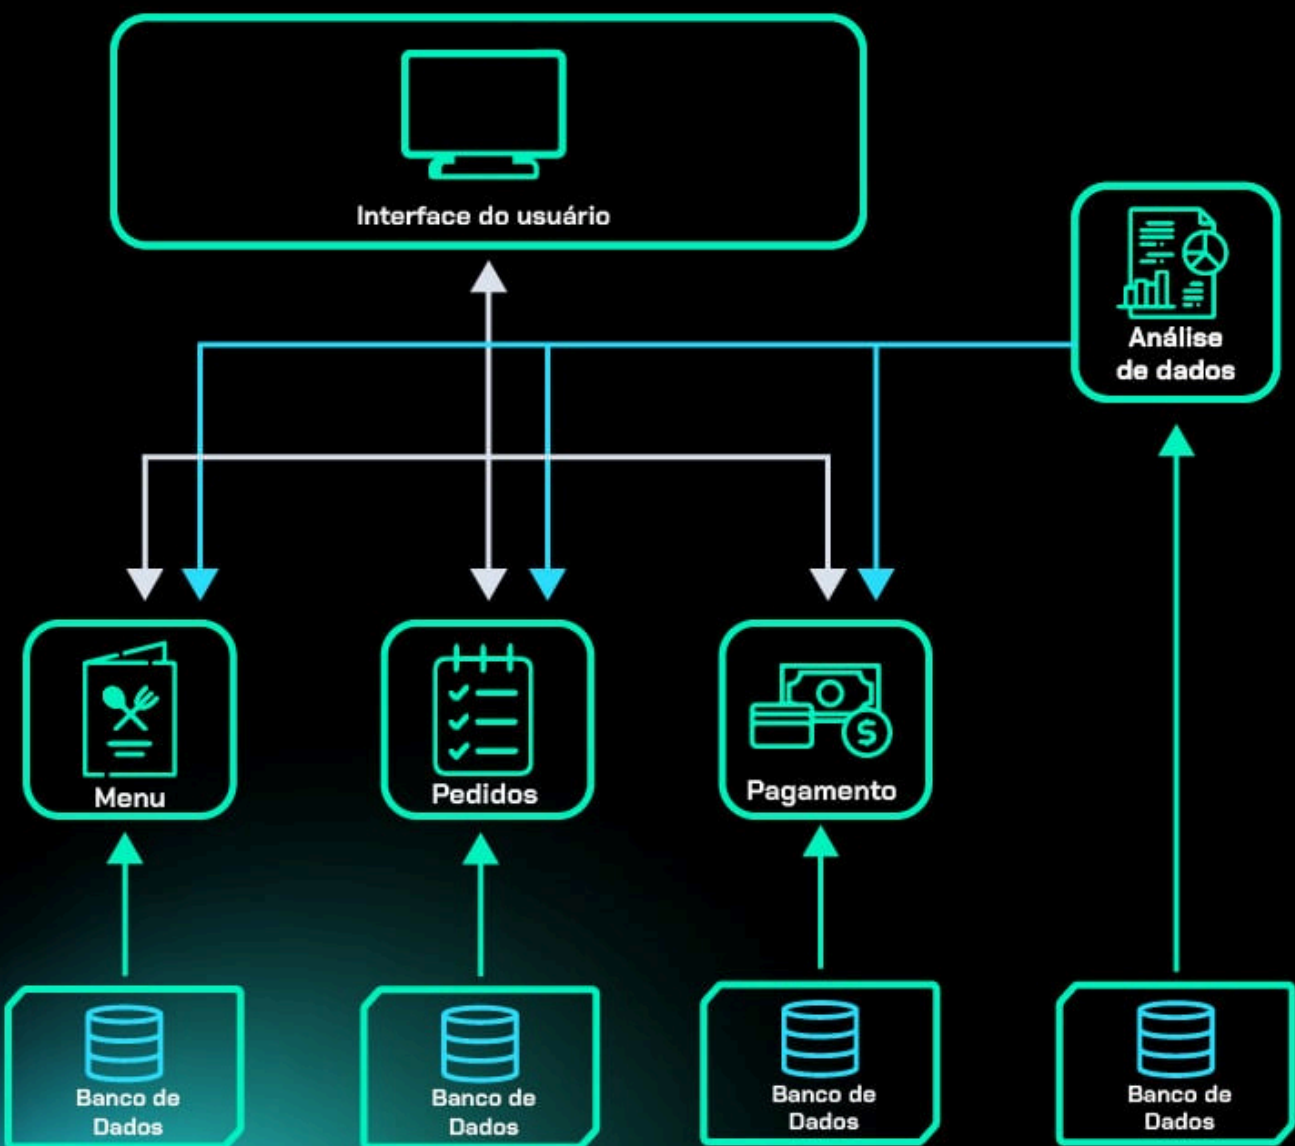 Interface do usuário
Análise
de dados
Menu
Pedidos
Pagamento
Banco de
Dados
Banco de
Dados
Banco de
Dados
Banco de
Dados